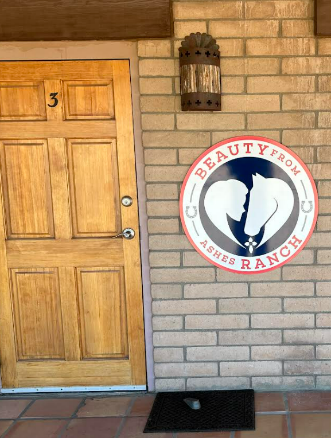 3
BEAUTY FROM
ASHES RANCH